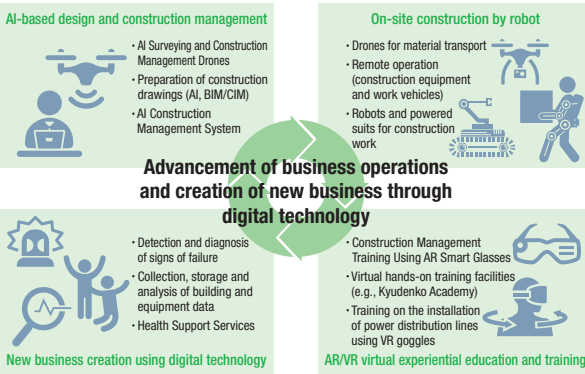 AI-based design and construction management
• AI Surveying and Construction
Management Drones
• Preparation of construction
drawings (AI, BIM/CIM)
• AI Construction
Management System
On-site construction by robot
• Drones for material transport
• Remote operation
(construction equipment
and work vehicles)
• Robots and powered
suits for construction
work
Advancement of business operations
and creation of new business through
digital technology
• Detection and diagnosis
of signs of failure
• Collection, storage and
analysis of building and
equipment data
• Health Support Services
New business creation using digital technology
• Construction Management
Training Using AR Smart Glasses
• Virtual hands-on training facilities
(e.g., Kyudenko Academy)
• Training on the installation
of power distribution lines
using VR goggles
AR/VR virtual experiential education and training